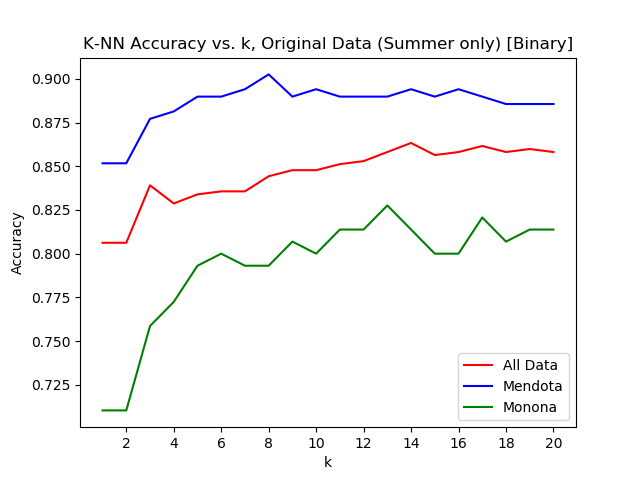 K-NN Accuracy vs. k, Original Data (Summer only) [Binary]
0.900
0.875
0.850
0.825
0.800
0.775
0.750
0.725
Accuracy
2 4 6 8 10 12 14 16 18 20
k
All Data
Mendota
Monona